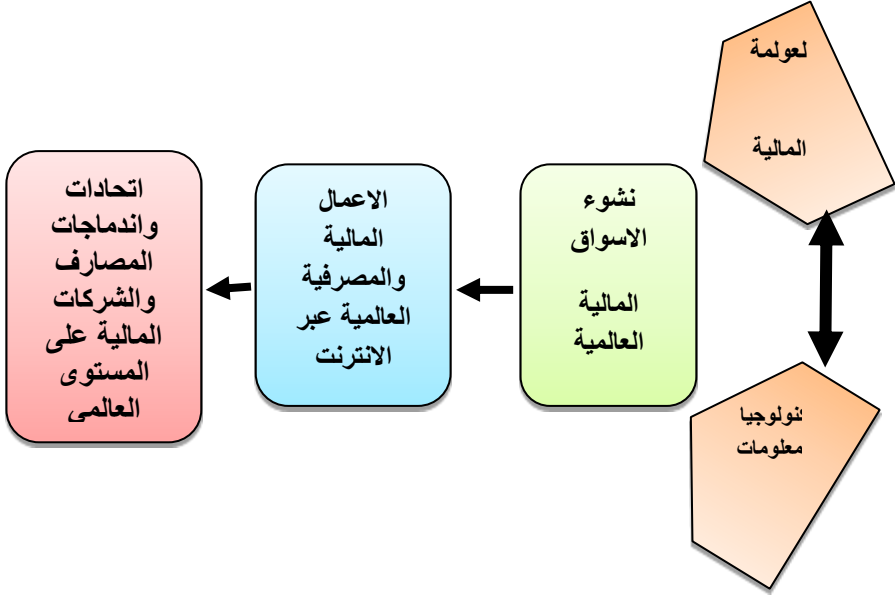 لعولمة
المالية
نولوجيا
معلومات
نشوء
الاسواق
المالية
العالمية
الاعمال
المالية
والمصرفية
العالمية عبر
الانترنت
اتحادات
واندماجات
المصارف
والشركات
المالية على
المستوى
العالمي